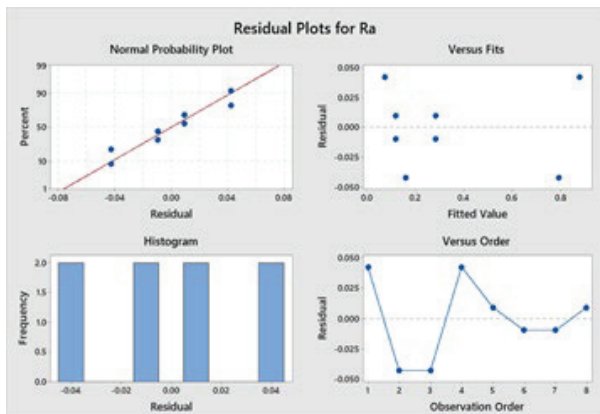 Residual Plots for Ra
Normal Probability Plot
99
90
50
10
1
Percent
-0.08 -0.04 0.00 0.04 0.08
Residual
Versus Fits
0.050
0.025
0.000
-0.025
-0.050
Residual
0.0 0.2 0.4 0.6 0.8
Fitted Value
Histogram
2.0
1.5
1.0
0.5
0.0
Frequency
-0.04 -0.02 0.00 0.02 0.04
Residual
Versus Order
0.050
0.025
0.000
-0.025
-0.050
Residual
1 2 3 4 5 6 7 8
Observation Order